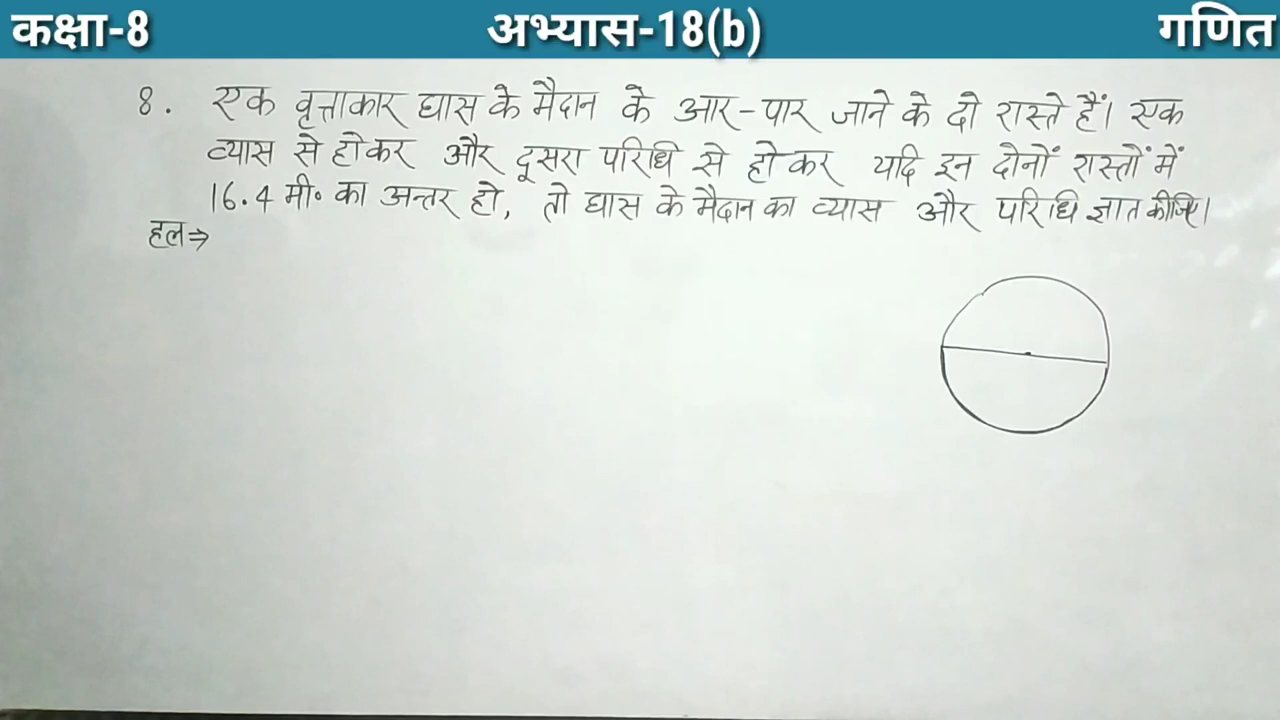 कक्षा-8 अभ्यास-18(b) गणित
8. एक वृत्ताकार घास के मैदान के आर-पार जाने के दो रास्ते हैं। एक
व्यास से होकर और दूसरा परिधि से होकर यदि इन दोनों रास्तों में
16.4 मी० का अन्तर हो, तो घास के मैदान का व्यास और परिधि ज्ञात कीजिए।
हल⇒